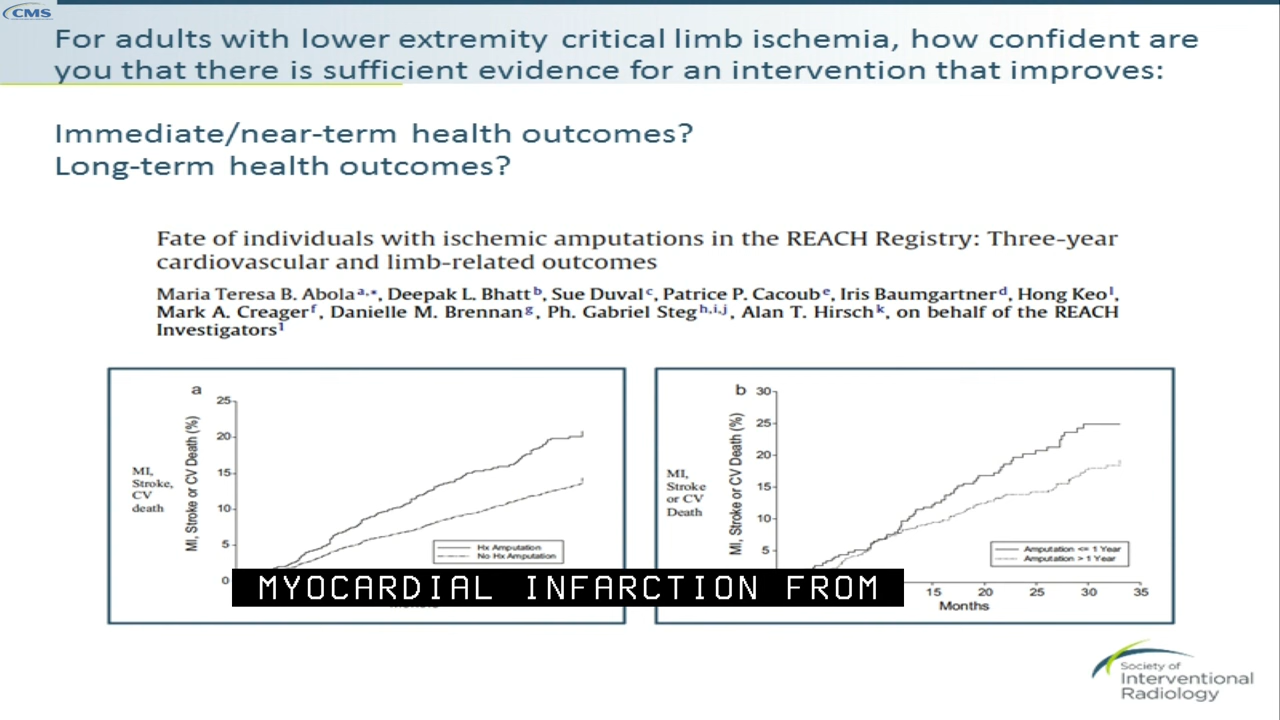 CMS
For adults with lower extremity critical limb ischemia, how confident are
you that there is sufficient evidence for an intervention that improves:
Immediate/near-term health outcomes?
Long-term health outcomes?
Fate of individuals with ischemic amputations in the REACH Registry: Three-year
cardiovascular and limb-related outcomes
Maria Teresa B. Abola a,*, Deepak L. Bhatt b, Sue Duval c, Patrice P. Cacoub e, Iris Baumgartner d, Hong Keo l,
Mark A. Creager f, Danielle M. Brennan g, Ph. Gabriel Steg h,i,j, Alan T. Hirsch k, on behalf of the REACH
Investigators l
a
MI,
Stroke,
CV
death
MI, Stroke or CV Death (%)
25
20
15
10
5
0
Hx Amputation
No Hx Amputation
b
MI,
Stroke
or CV
Death
MI, Stroke or CV Death (%)
30
25
20
15
10
5
Amputation <= 1 Year
Amputation > 1 Year
15 20 25 30 35
Months
MYOCARDIAL INFARCTION FROM
Society of
Interventional
Radiology